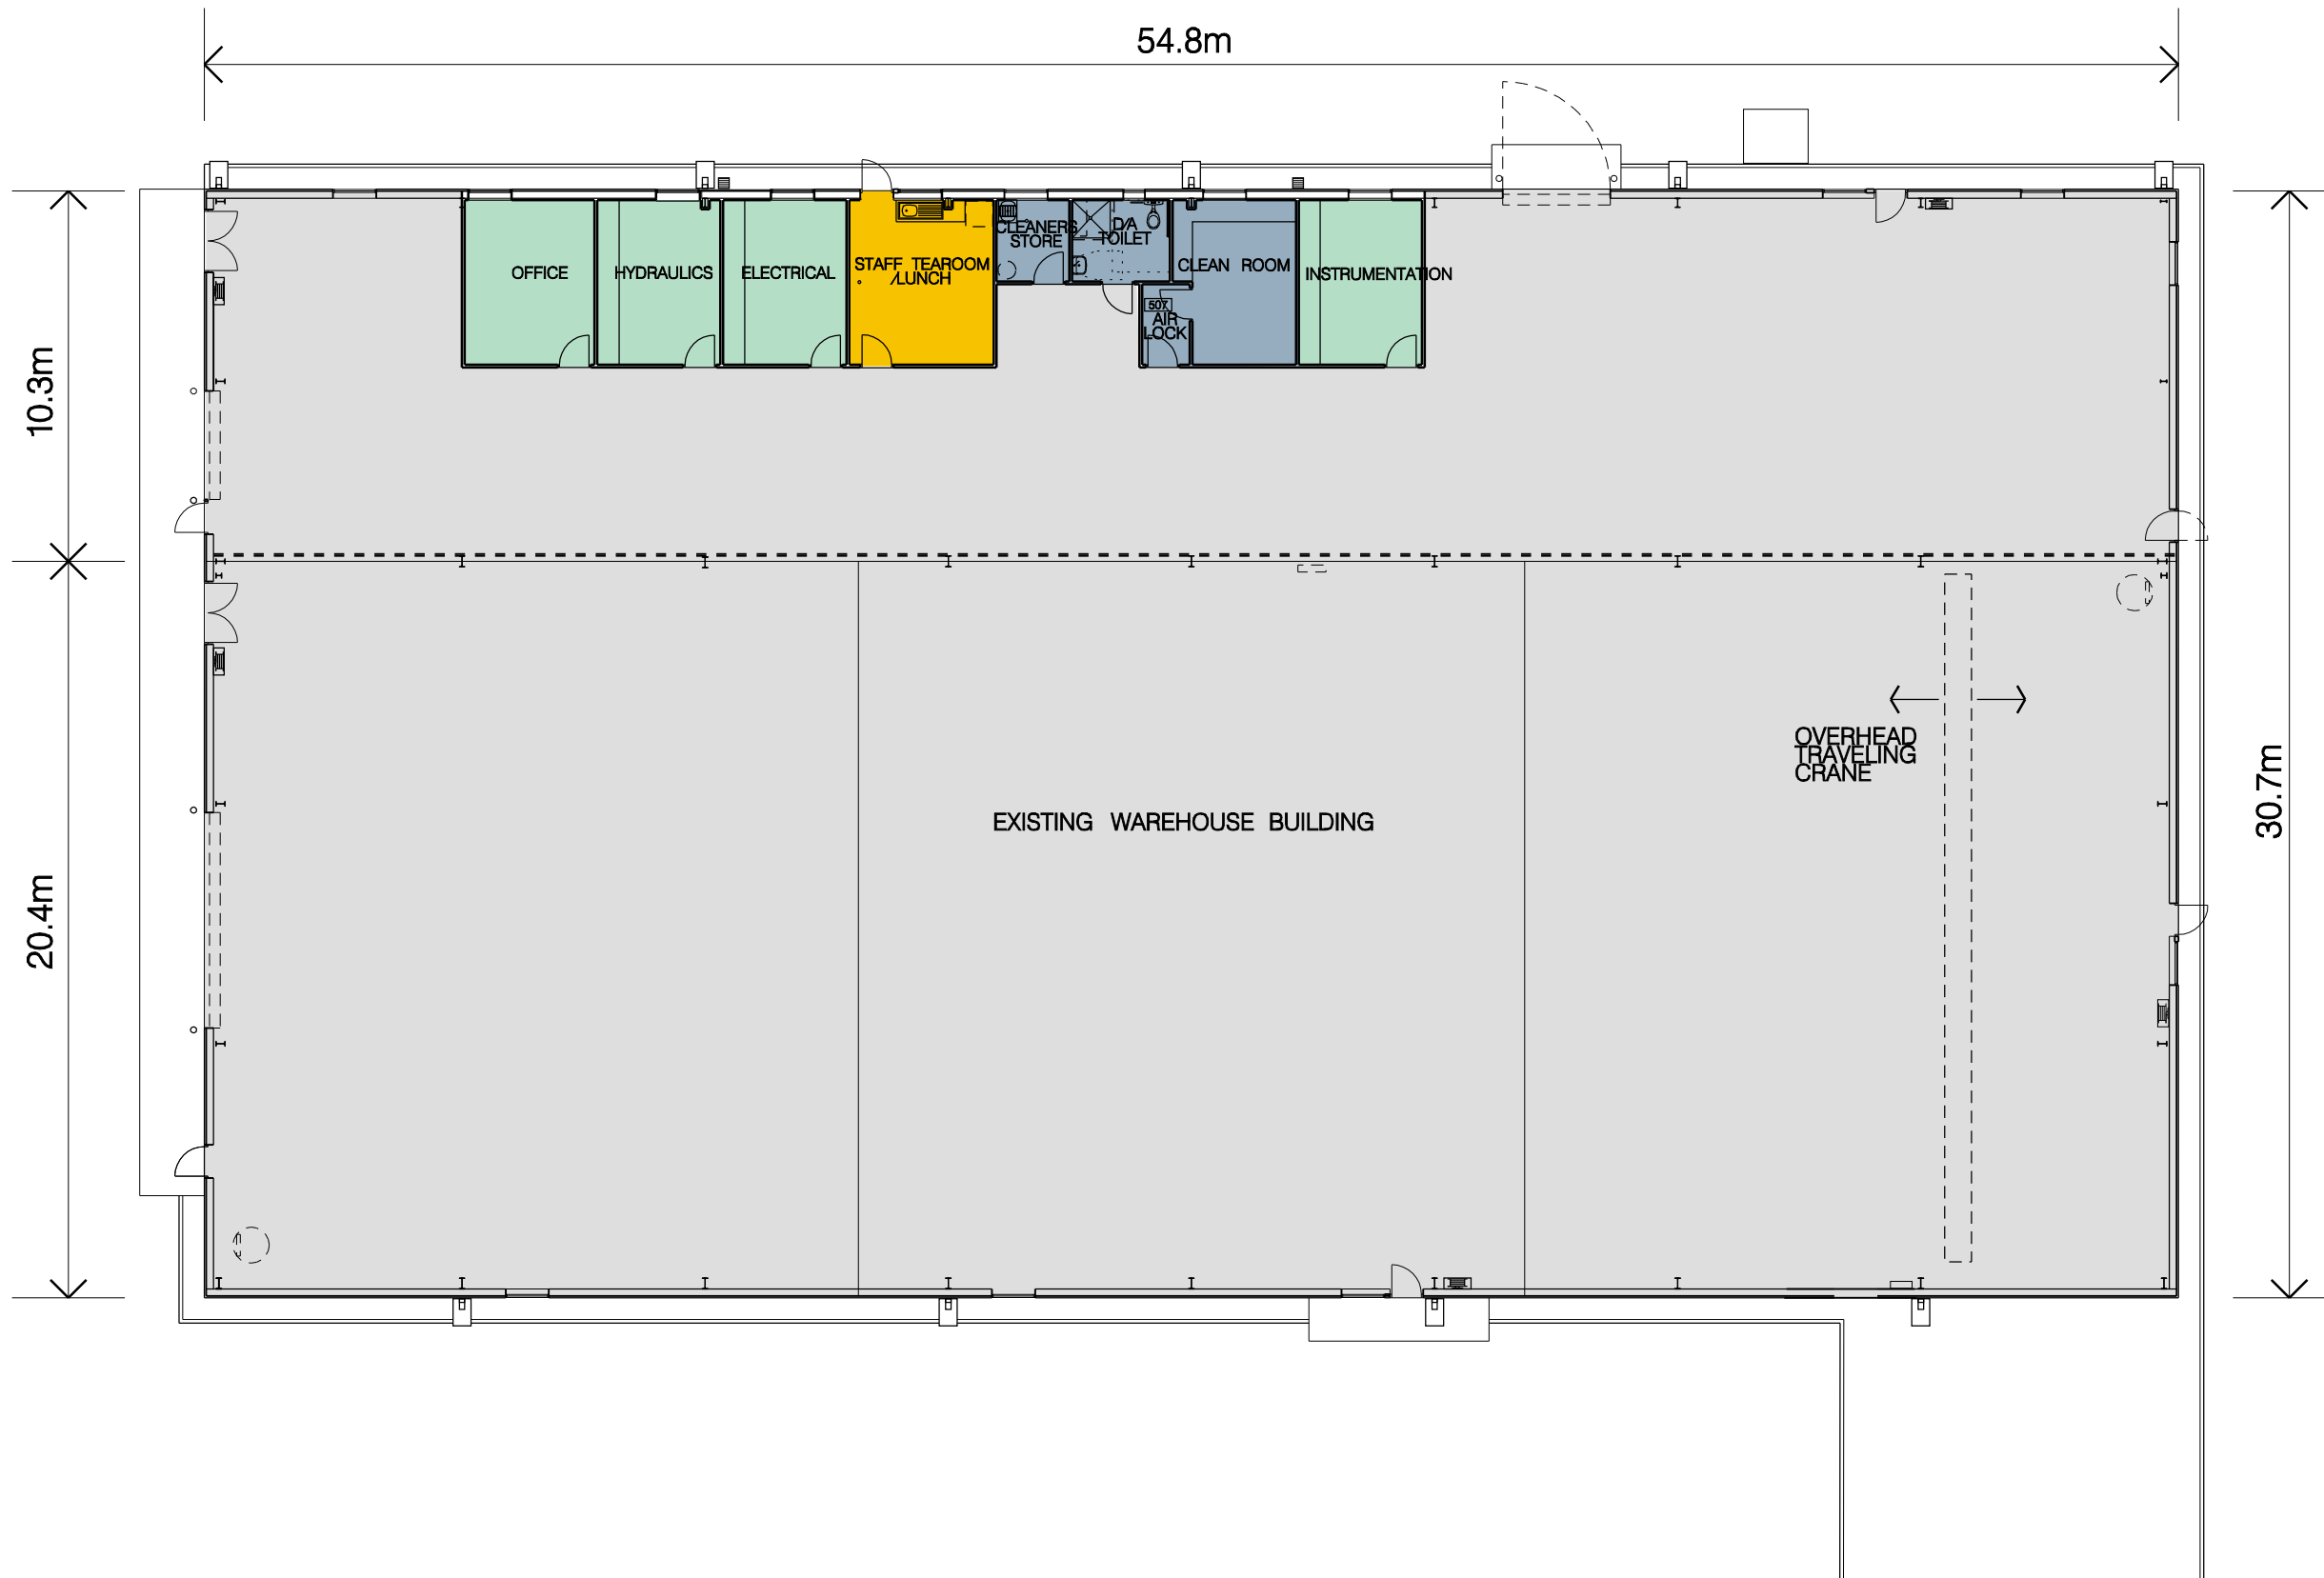 54.8m
CLEANERS
STORE
D/A
TOILET
OFFICE
HYDRAULICS
ELECTRICAL
STAFF TEAROOM
/LUNCH
CLEAN ROOM
INSTRUMENTATION
507
AIR
LOCK
10.3m
OVERHEAD
TRAVELING
CRANE
30.7m
EXISTING WAREHOUSE BUILDING
20.4m